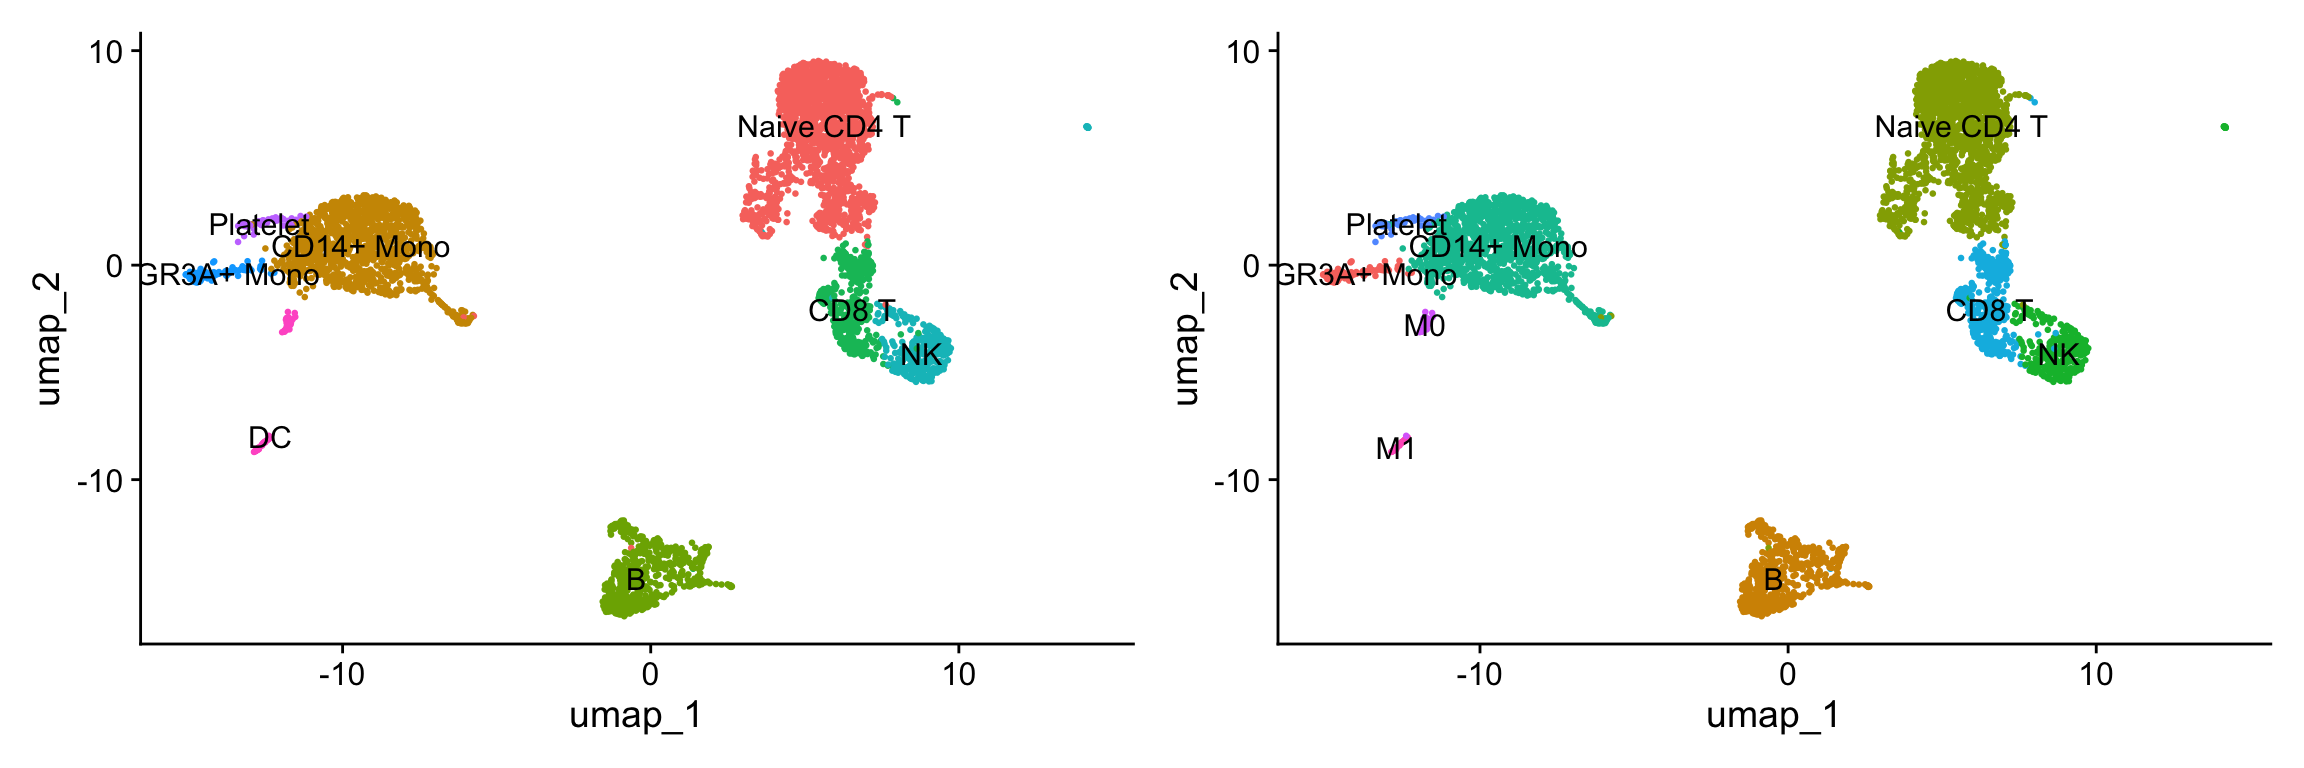 10
Naive CD4 T
Platelet
CD14+ Mono
0
GR3A+ Mono
CD8 T
NK
DC
-10
B
-10 0 10
umap_1
umap_2
10
Naive CD4 T
Platelet
CD14+ Mono
0
GR3A+ Mono
M0
CD8 T
NK
M1
-10
B
-10 0 10
umap_1
umap_2